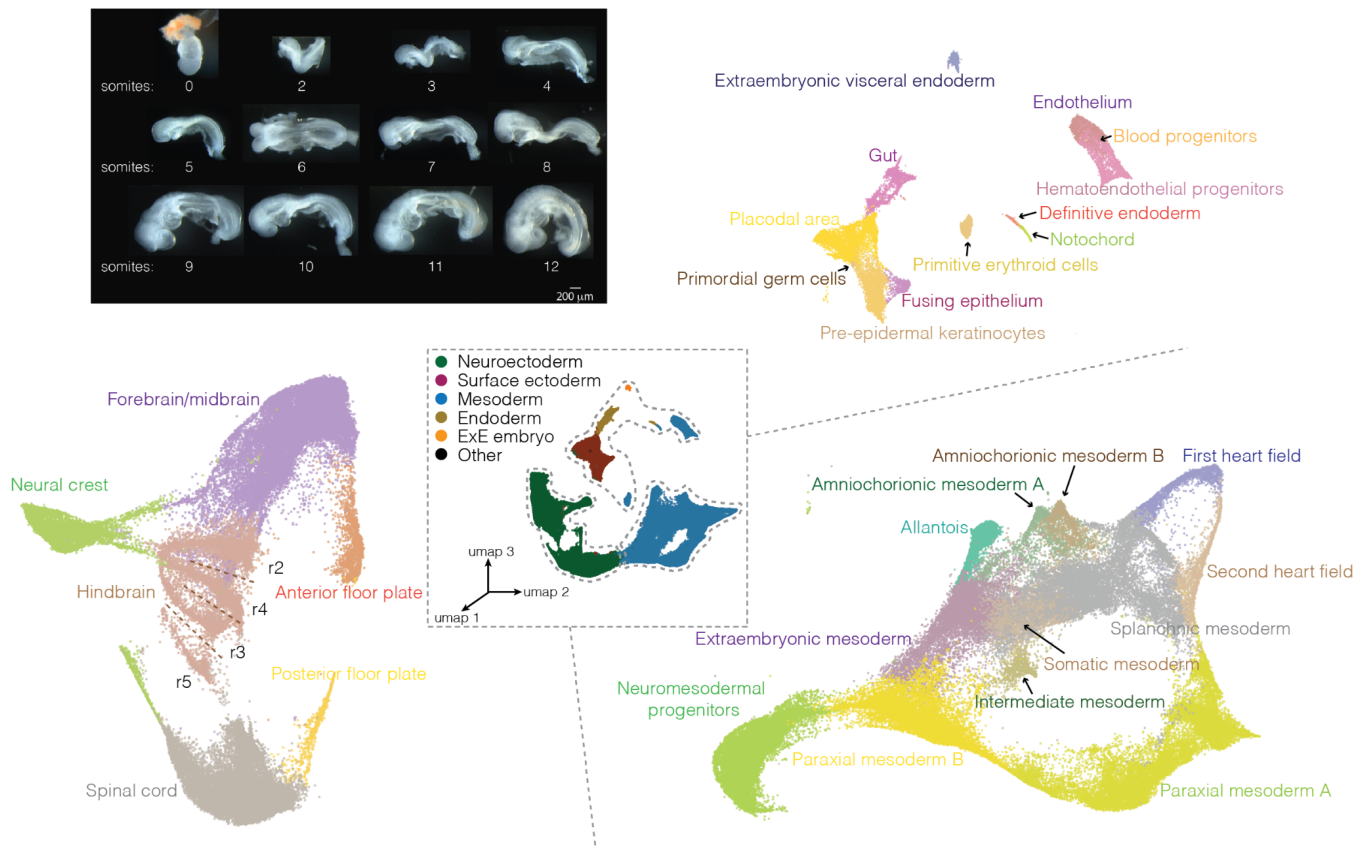 somites: 0 2 3 4
somites: 5 6 7 8
somites: 9 10 11 12
200 µm
Extraembryonic visceral endoderm
Endothelium
Blood progenitors
Gut
Hematoendothelial progenitors
Placodal area
Definitive endoderm
Notochord
Primitive erythroid cells
Primordial germ cells
Fusing epithelium
Pre-epidermal keratinocytes
Forebrain/midbrain
Neural crest
r2
Hindbrain
Anterior floor plate
r4
r3
r5
Posterior floor plate
Spinal cord
Neuroectoderm
Surface ectoderm
Mesoderm
Endoderm
ExE embryo
Other
umap 3
umap 2
umap 1
Amniochorionic mesoderm B
First heart field
Amniochorionic mesoderm A
Allantois
Second heart field
Extraembryonic mesoderm
Splanchnic mesoderm
Somatic mesoderm
Neuromesodermal
progenitors
Intermediate mesoderm
Paraxial mesoderm B
Paraxial mesoderm A